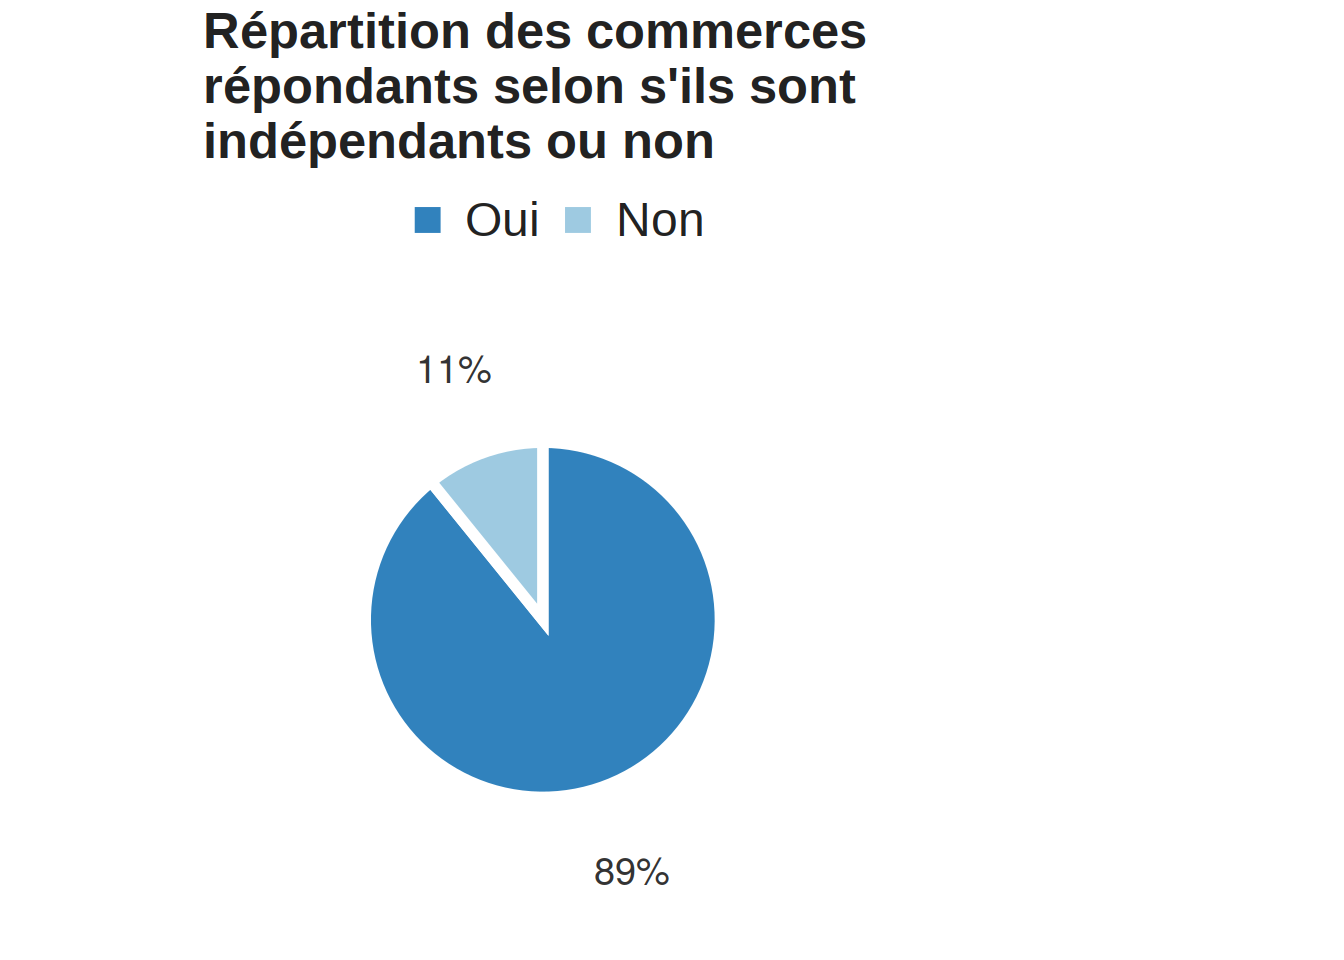 Répartition des commerces
répondants selon s'ils sont
indépendants ou non
Oui Non
11%
89%